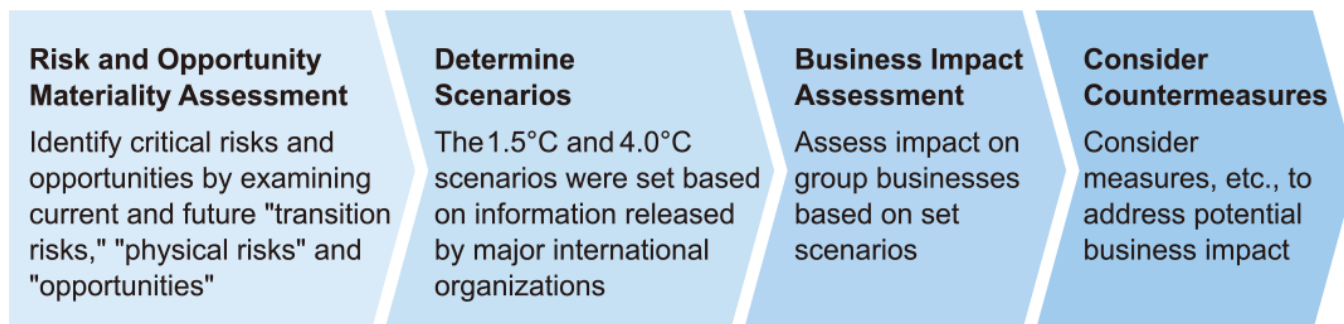 Risk and Opportunity
Materiality Assessment
Identify critical risks and
opportunities by examining
current and future "transition
risks," "physical risks" and
"opportunities"
Determine
Scenarios
The 1.5°C and 4.0°C
scenarios were set based
on information released
by major international
organizations
Business Impact
Assessment
Assess impact on
group businesses
based on set
scenarios
Consider
Countermeasures
Consider
measures, etc., to
address potential
business impact